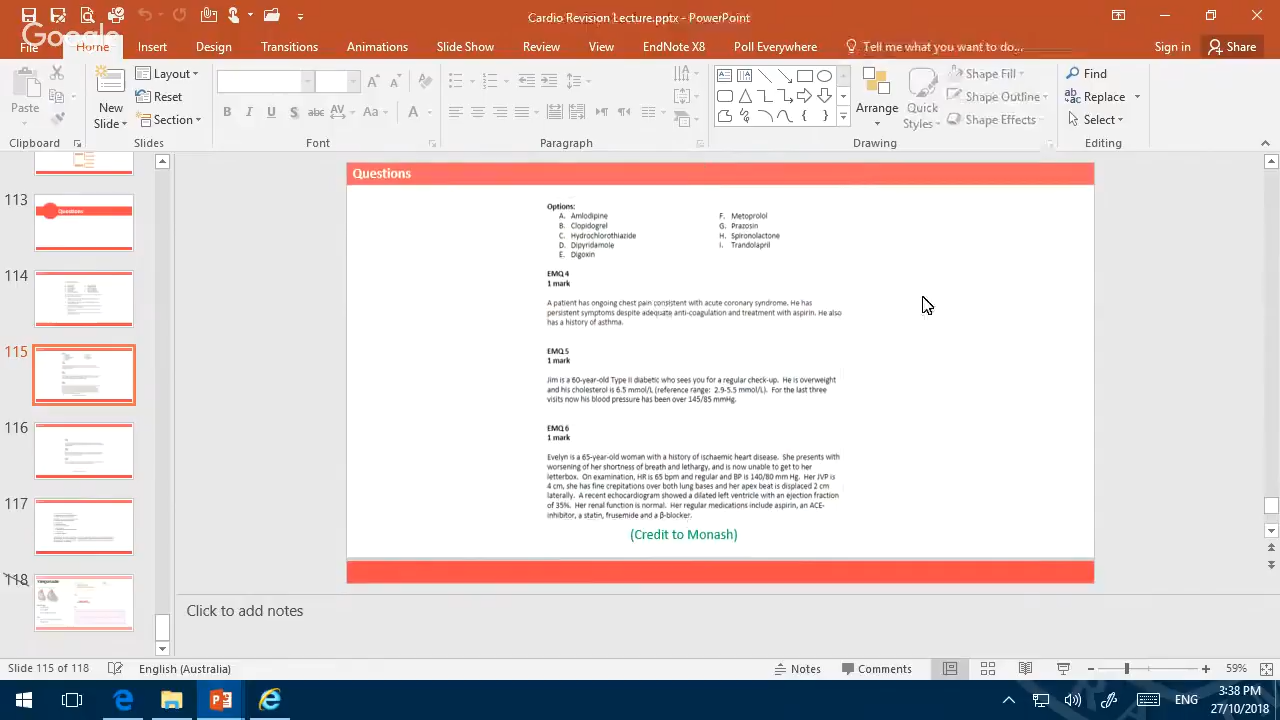 Cardio Revision Lecture.pptx - PowerPoint
Google
File Home Insert Design Transitions Animations Slide Show Review View EndNote X8 Poll Everywhere Tell me what you want to do... Sign in Share
Paste
Clipboard
New
Slide
Layout
Reset
Section
Slides
B I U S abc AV Aa A
Font
Paragraph
Arrange
Quick
Styles
Shape Fill
Shape Outline
Shape Effects
Drawing
Find
Replace
Select
Editing
113
Questions
114
115
116
117
118
Questions
Options:
A. Amlodipine
B. Clopidogrel
C. Hydrochlorothiazide
D. Dipyridamole
E. Digoxin
F. Metoprolol
G. Prazosin
H. Spironolactone
I. Trandolapril
EMQ 4
1 mark
A patient has ongoing chest pain consistent with acute coronary syndrome. He has
persistent symptoms despite adequate anti-coagulation and treatment with aspirin. He also
has a history of asthma.
EMQ 5
1 mark
Jim is a 60-year-old Type II diabetic who sees you for a regular check-up. He is overweight
and his cholesterol is 6.5 mmol/L (reference range: 2.9-5.5 mmol/L). For the last three
visits now his blood pressure has been over 145/85 mmHg.
EMQ 6
1 mark
Evelyn is a 65-year-old woman with a history of ischaemic heart disease. She presents with
worsening of her shortness of breath and lethargy, and is now unable to get to her
letterbox. On examination, HR is 65 bpm and regular and BP is 140/80 mm Hg. Her JVP is
4 cm, she has fine crepitations over both lung bases and her apex beat is displaced 2 cm
laterally. A recent echocardiogram showed a dilated left ventricle with an ejection fraction
of 35%. Her renal function is normal. Her regular medications include aspirin, an ACE-
inhibitor, a statin, frusemide and a β-blocker.
(Credit to Monash)
Click to add notes
Slide 115 of 118 English (Australia) Notes Comments 59%
ENG
3:38 PM
27/10/2018